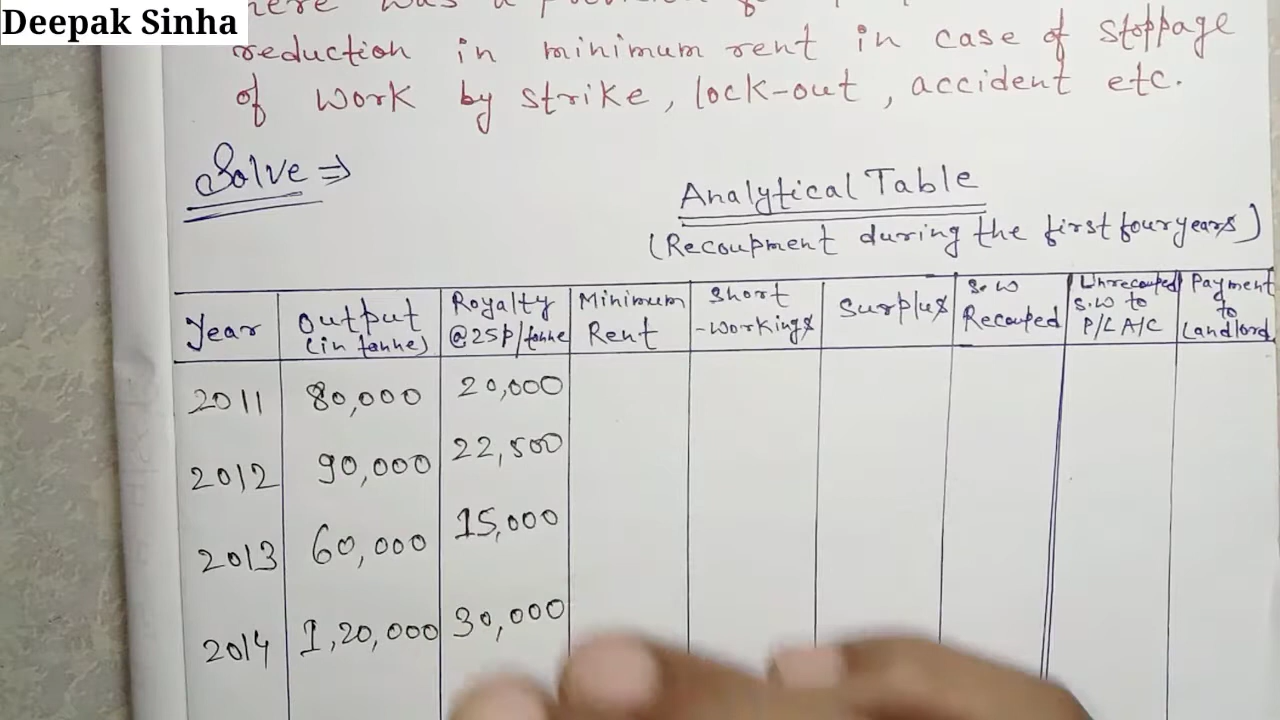 Deepak Sinha
reduction in minimum rent in case of stoppage
of work by strike, lock-out, accident etc.
Solve ⇒
Analytical Table
(Recoupment during the first four years)
Year
Output
(in tonne)
Royalty
@25p/tonne
Minimum
Rent
Short
-workings
Surplus
S.W
Recouped
Unrecouped
S.W to
P/L A/C
Payment
to
Landlord
2011 80,000 20,000
2012 90,000 22,500
2013 60,000 15,000
2014 1,20,000 30,000